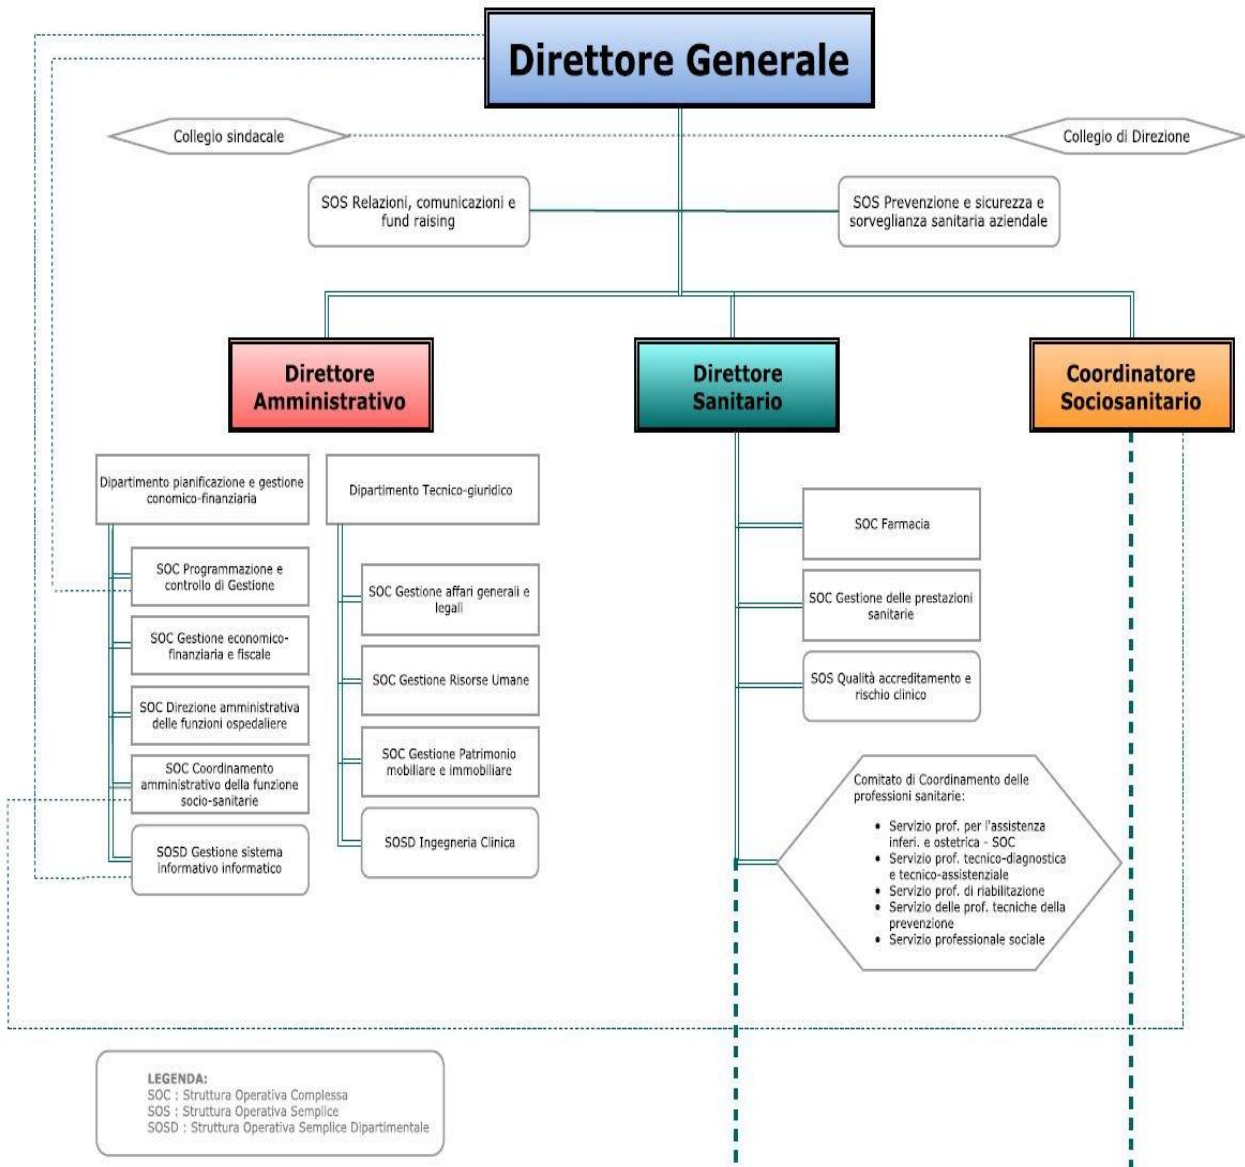 Direttore Generale
Collegio sindacale
Collegio di Direzione
SOS Relazioni, comunicazioni e
fund raising
SOS Prevenzione e sicurezza e
sorveglianza sanitaria aziendale
Direttore
Amministrativo
Direttore
Sanitario
Coordinatore
Sociosanitario
Dipartimento pianificazione e gestione
conomico-finanziaria
SOC Programmazione e
controllo di Gestione
SOC Gestione economico-
finanziaria e fiscale
SOC Direzione amministrativa
delle funzioni ospedaliere
SOC Coordinamento
amministrativo della funzione
socio-sanitarie
SOSD Gestione sistema
informativo informatico
Dipartimento Tecnico-giuridico
SOC Gestione affari generali e
legali
SOC Gestione Risorse Umane
SOC Gestione Patrimonio
mobiliare e immobiliare
SOSD Ingegneria Clinica
SOC Farmacia
SOC Gestione delle prestazioni
sanitarie
SOS Qualità accreditamento e
rischio clinico
Comitato di Coordinamento delle
professioni sanitarie:
• Servizio prof. per l'assistenza
inferi. e ostetrica - SOC
• Servizio prof. tecnico-diagnostica
e tecnico-assistenziale
• Servizio prof. di riabilitazione
• Servizio delle prof. tecniche della
prevenzione
• Servizio professionale sociale
LEGENDA:
SOC : Struttura Operativa Complessa
SOS : Struttura Operativa Semplice
SOSD : Struttura Operativa Semplice Dipartimentale